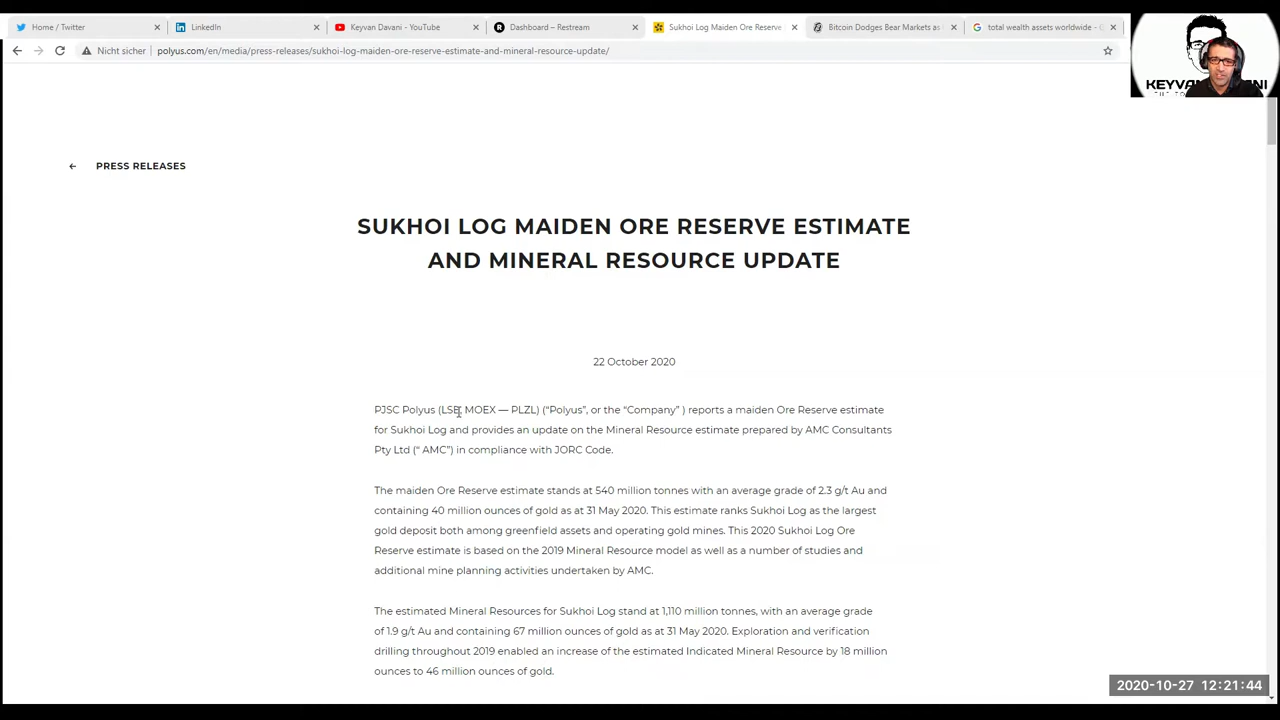 Home / Twitter
LinkedIn
Keyvan Davani - YouTube
Dashboard – Restream
Sukhoi Log Maiden Ore Reserve
Bitcoin Dodges Bear Markets as
total wealth assets worldwide -
Nicht sicher
polyus.com/en/media/press-releases/sukhoi-log-maiden-ore-reserve-estimate-and-mineral-resource-update/
PRESS RELEASES
SUKHOI LOG MAIDEN ORE RESERVE ESTIMATE
AND MINERAL RESOURCE UPDATE
22 October 2020
PJSC Polyus (LSE, MOEX — PLZL) (“Polyus”, or the “Company” ) reports a maiden Ore Reserve estimate
for Sukhoi Log and provides an update on the Mineral Resource estimate prepared by AMC Consultants
Pty Ltd (“ AMC”) in compliance with JORC Code.
The maiden Ore Reserve estimate stands at 540 million tonnes with an average grade of 2.3 g/t Au and
containing 40 million ounces of gold as at 31 May 2020. This estimate ranks Sukhoi Log as the largest
gold deposit both among greenfield assets and operating gold mines. This 2020 Sukhoi Log Ore
Reserve estimate is based on the 2019 Mineral Resource model as well as a number of studies and
additional mine planning activities undertaken by AMC.
The estimated Mineral Resources for Sukhoi Log stand at 1,110 million tonnes, with an average grade
of 1.9 g/t Au and containing 67 million ounces of gold as at 31 May 2020. Exploration and verification
drilling throughout 2019 enabled an increase of the estimated Indicated Mineral Resource by 18 million
ounces to 46 million ounces of gold.
2020-10-27 12:21:44